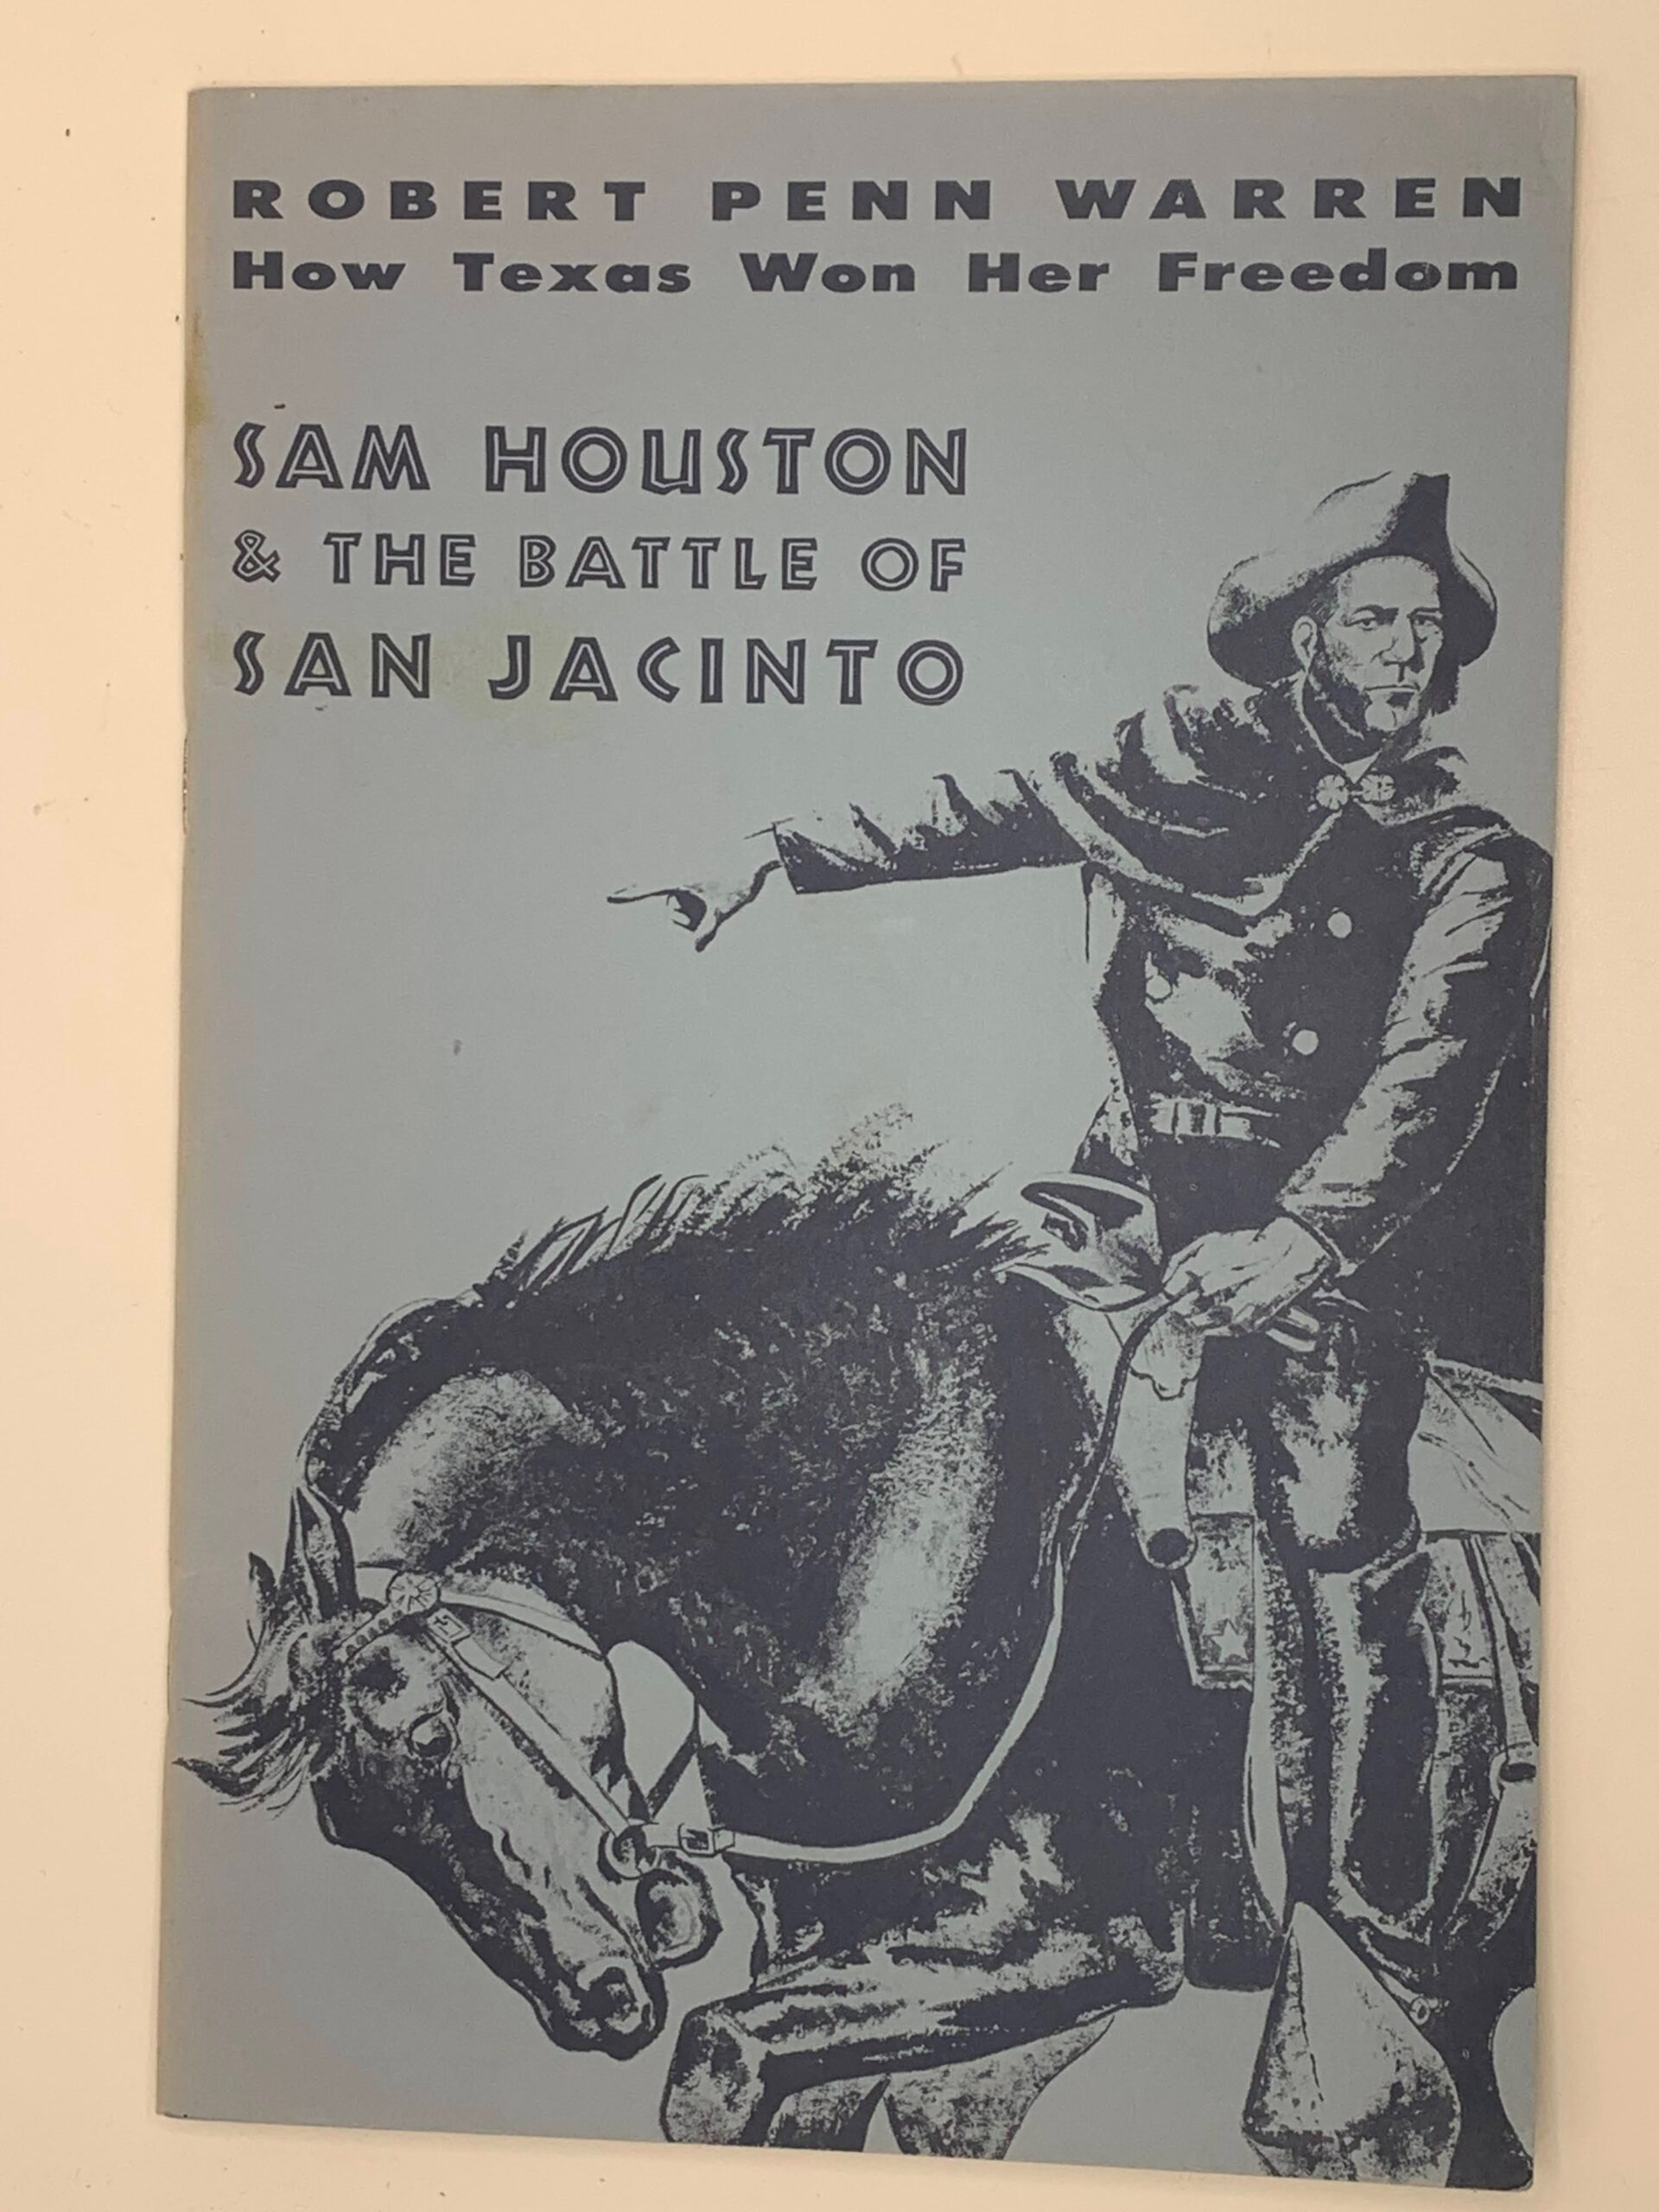 ROBERT PENN WARREN
How Texas Won Her Freedom
SAM HOUSTON
& THE BATTLE OF
SAN JACINTO